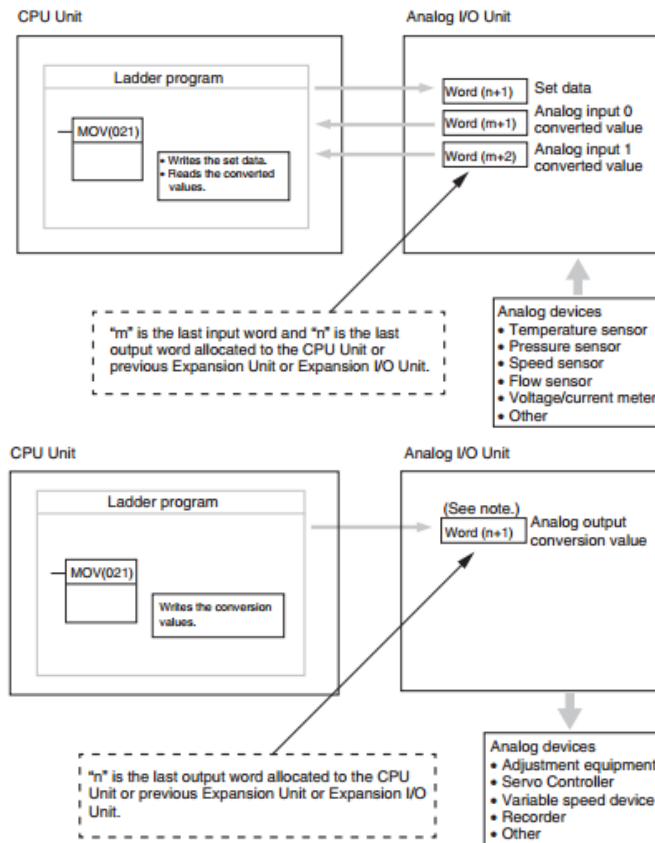 CPU Unit
Analog I/O Unit
Ladder program
MOV(021)
• Writes the set data.
• Reads the converted
values.
Word (n+1)
Set data
Word (m+1)
Analog input 0
converted value
Word (m+2)
Analog input 1
converted value
“m” is the last input word and “n” is the last
output word allocated to the CPU Unit or
previous Expansion Unit or Expansion I/O Unit.
Analog devices
• Temperature sensor
• Pressure sensor
• Speed sensor
• Flow sensor
• Voltage/current meter
• Other
CPU Unit
Analog I/O Unit
Ladder program
MOV(021)
Writes the conversion
values.
(See note.)
Word (n+1)
Analog output
conversion value
“n” is the last output word allocated to the CPU
Unit or previous Expansion Unit or Expansion I/O
Unit.
Analog devices
• Adjustment equipment
• Servo Controller
• Variable speed device
• Recorder
• Other